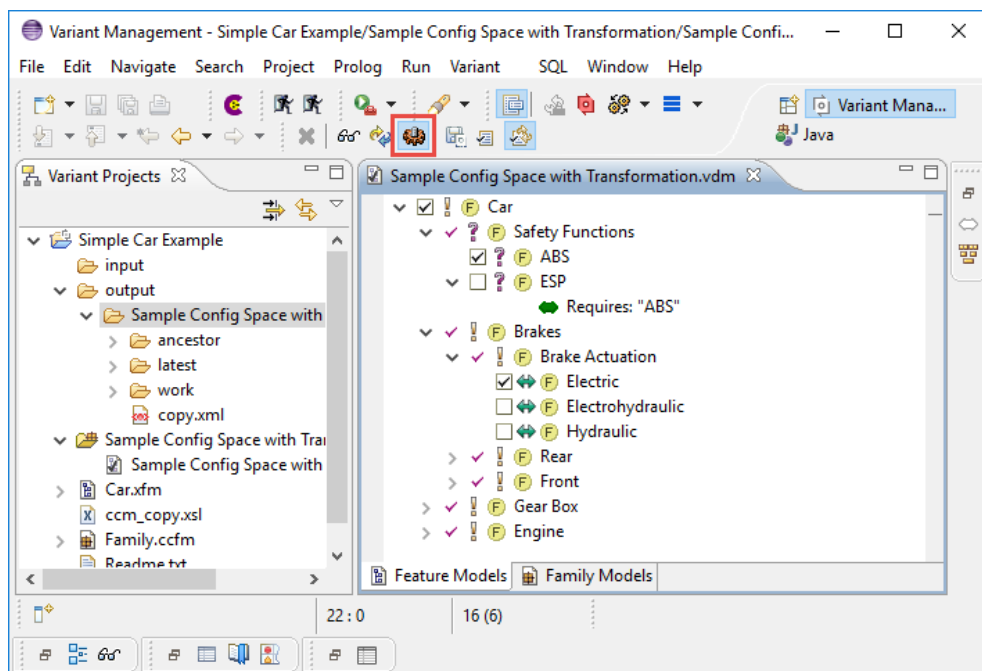 Variant Management - Simple Car Example/Sample Config Space with Transformation/Sample Confi...
File Edit Navigate Search Project Prolog Run Variant SQL Window Help
Variant Mana...
Java
Variant Projects
Simple Car Example
input
output
Sample Config Space with
ancestor
latest
work
copy.xml
Sample Config Space with Trai
Sample Config Space with
Car.xfm
ccm_copy.xsl
Family.ccfm
Readme.txt
Sample Config Space with Transformation.vdm
F Car
F Safety Functions
F ABS
F ESP
Requires: "ABS"
F Brakes
F Brake Actuation
F Electric
F Electrohydraulic
F Hydraulic
F Rear
F Front
F Gear Box
F Engine
Feature Models Family Models
22 : 0 16 (6)